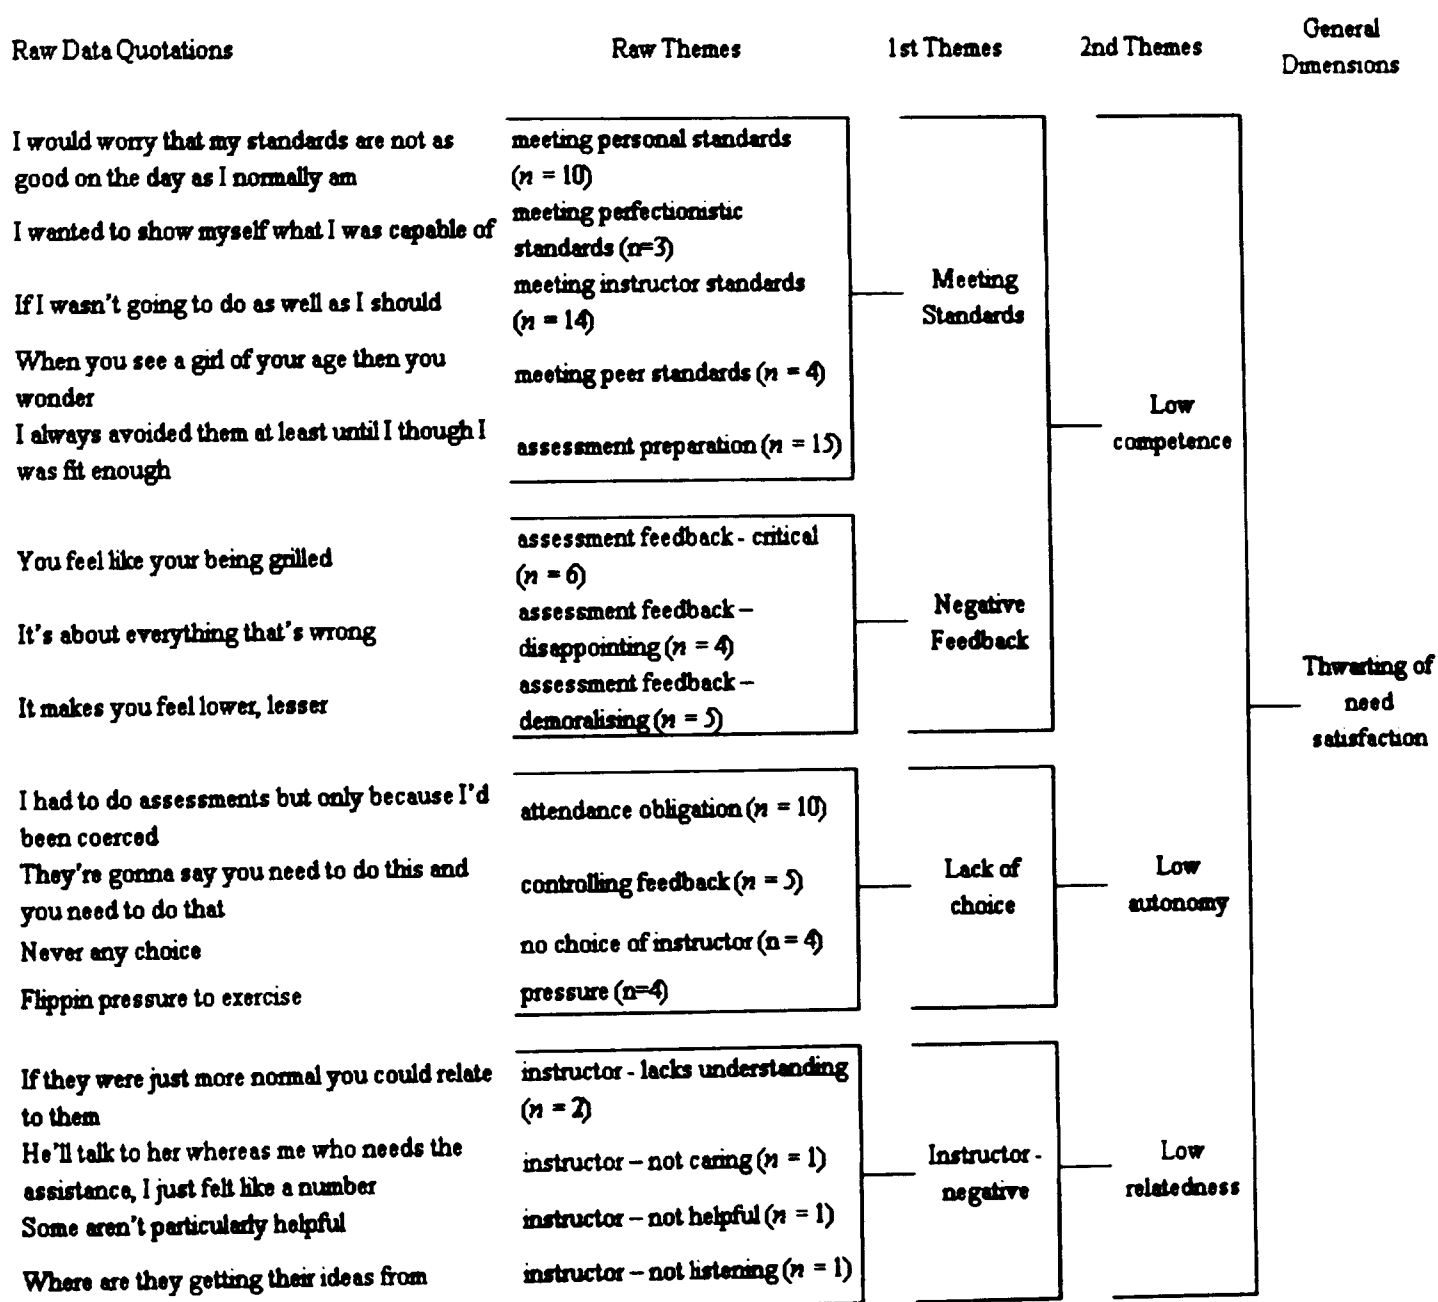 Raw Data Quotations
Raw Themes
1st Themes
2nd Themes
General
Dimensions
I would worry that my standards are not as
good on the day as I normally am
meeting personal standards
(n = 10)
I wanted to show myself what I was capable of
meeting perfectionistic
standards (n=3)
If I wasn't going to do as well as I should
meeting instructor standards
(n = 14)
When you see a girl of your age then you
wonder
meeting peer standards (n = 4)
I always avoided them at least until I though I
was fit enough
assessment preparation (n = 15)
Meeting
Standards
You feel like your being grilled
assessment feedback - critical
(n = 6)
It's about everything that's wrong
assessment feedback –
disappointing (n = 4)
It makes you feel lower, lesser
assessment feedback –
demoralising (n = 5)
Negative
Feedback
Low
competence
I had to do assessments but only because I'd
been coerced
attendance obligation (n = 10)
They're gonna say you need to do this and
you need to do that
controlling feedback (n = 5)
Never any choice
no choice of instructor (n = 4)
Flippin pressure to exercise
pressure (n=4)
Lack of
choice
Low
autonomy
If they were just more normal you could relate
to them
instructor - lacks understanding
(n = 2)
He'll talk to her whereas me who needs the
assistance, I just felt like a number
instructor – not caring (n = 1)
Some aren't particularly helpful
instructor – not helpful (n = 1)
Where are they getting their ideas from
instructor – not listening (n = 1)
Instructor -
negative
Low
relatedness
Thwarting of
need
satisfaction